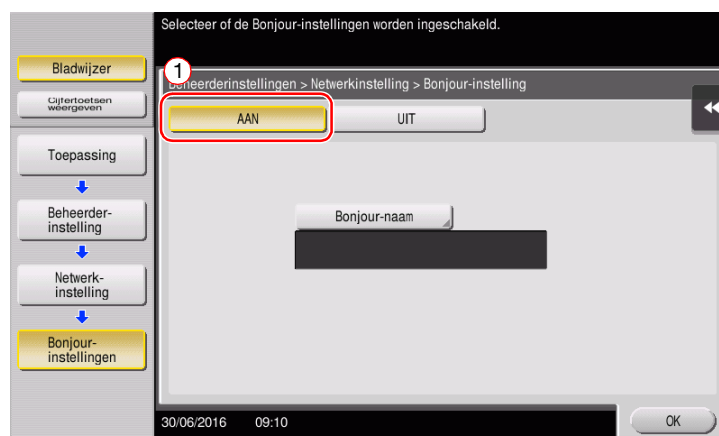 Selecteer of de Bonjour-instellingen worden ingeschakeld.
Bladwijzer
Cijfertoetsen
weergeven
1
Beheerderinstellingen > Netwerkinstelling > Bonjour-instelling
AAN
UIT
Toepassing
Beheerder-
instelling
Netwerk-
instelling
Bonjour-
instellingen
Bonjour-naam
30/06/2016 09:10
OK